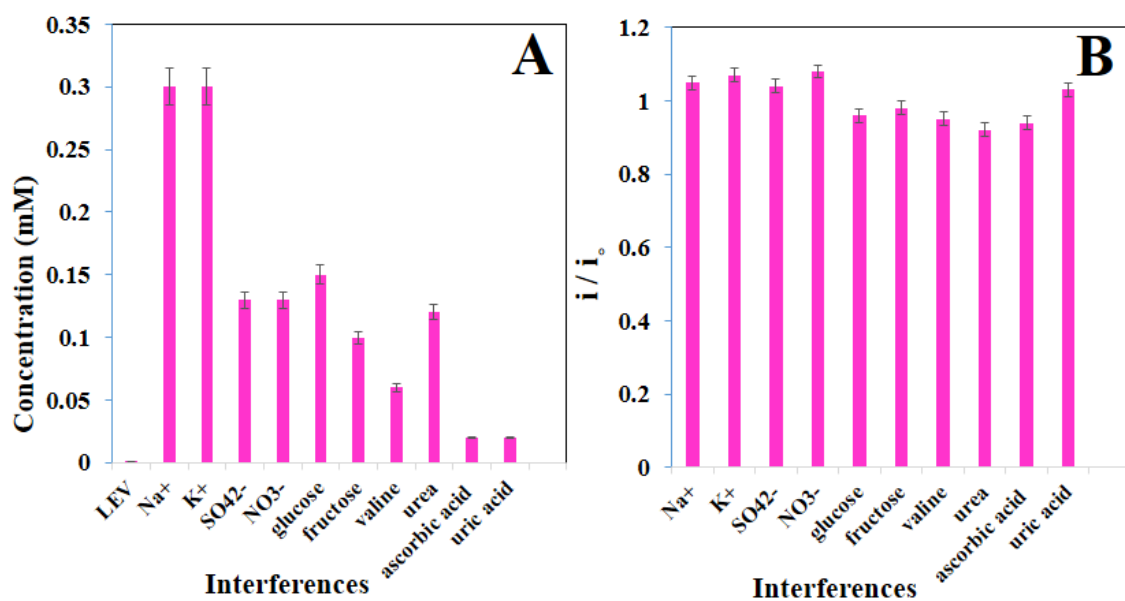 A
Concentration (mM)
0.35
0.3
0.25
0.2
0.15
0.1
0.05
0
LEV
Na+
K+
SO42-
NO3-
glucose
fructose
valine
urea
ascorbic acid
uric acid
Interferences
B
i / i°
1.2
1
0.8
0.6
0.4
0.2
0
Na+
K+
SO42-
NO3-
glucose
fructose
valine
urea
ascorbic acid
uric acid
Interferences